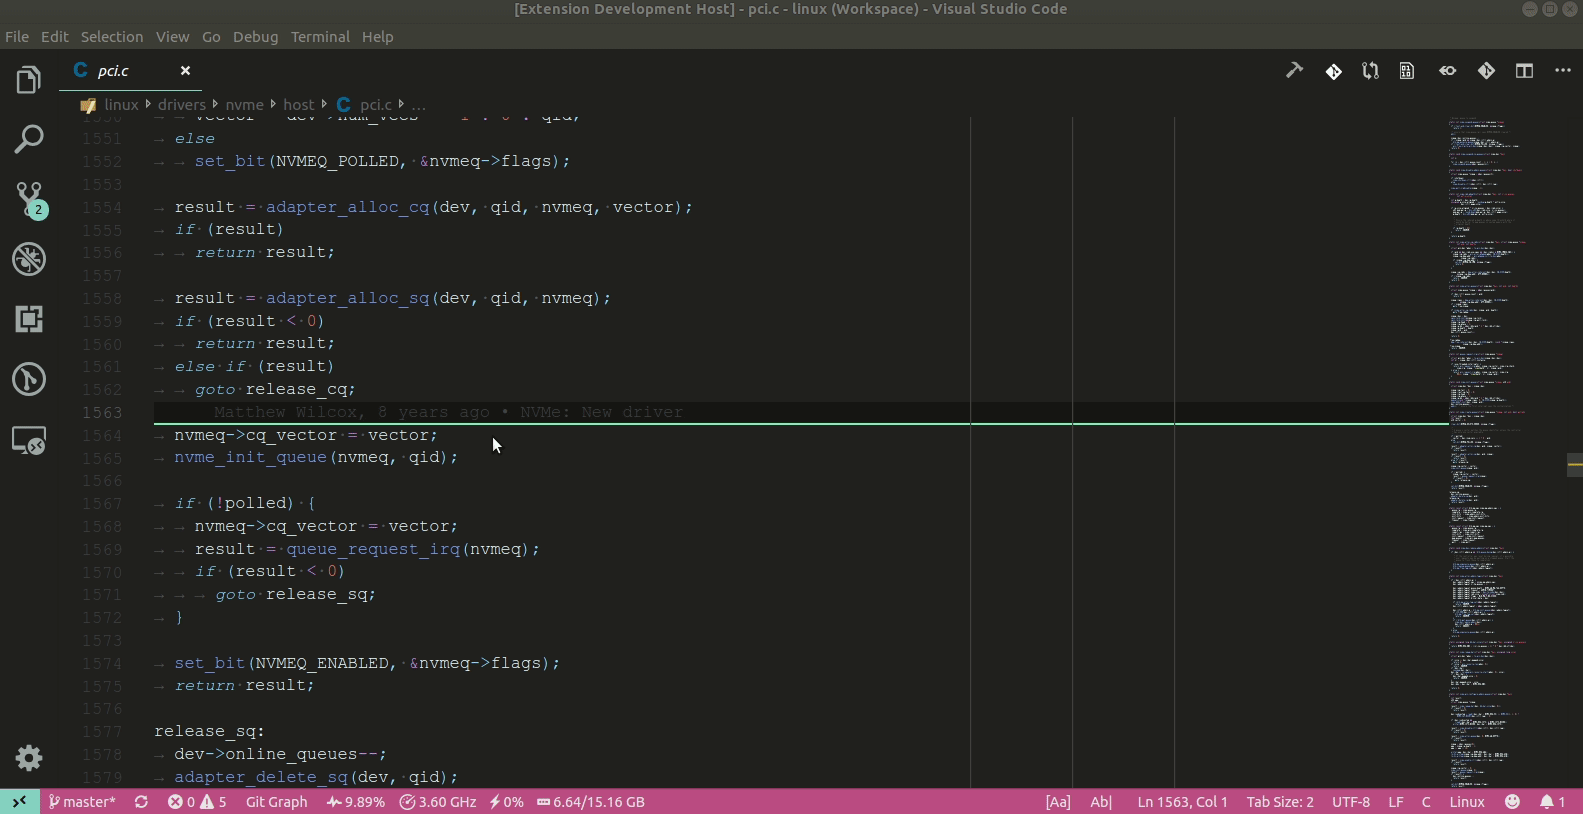 [Extension Development Host] - pci.c - linux (Workspace) - Visual Studio Code
File Edit Selection View Go Debug Terminal Help
C pci.c
linux drivers nvme host C pci.c ...
1551 else
1552 set_bit(NVMEQ_POLLED, &nvmeq->flags);
1553
1554 result = adapter_alloc_cq(dev, qid, nvmeq, vector);
1555 if (result)
1556 return result;
1557
1558 result = adapter_alloc_sq(dev, qid, nvmeq);
1559 if (result < 0)
1560 return result;
1561 else if (result)
1562 goto release_cq;
1563 Matthew Wilcox, 8 years ago • NVMe: New driver
1564 nvmeq->cq_vector = vector;
1565 nvme_init_queue(nvmeq, qid);
1566
1567 if (!polled) {
1568 nvmeq->cq_vector = vector;
1569 result = queue_request_irq(nvmeq);
1570 if (result < 0)
1571 goto release_sq;
1572 }
1573
1574 set_bit(NVMEQ_ENABLED, &nvmeq->flags);
1575 return result;
1576
1577 release_sq:
1578 dev->online_queues--;
1579 adapter_delete_sq(dev, qid);
2
master* 0 5 Git Graph 9.89% 3.60 GHz 0% 6.64/15.16 GB [Aa] Ab| Ln 1563, Col 1 Tab Size: 2 UTF-8 LF C Linux 1